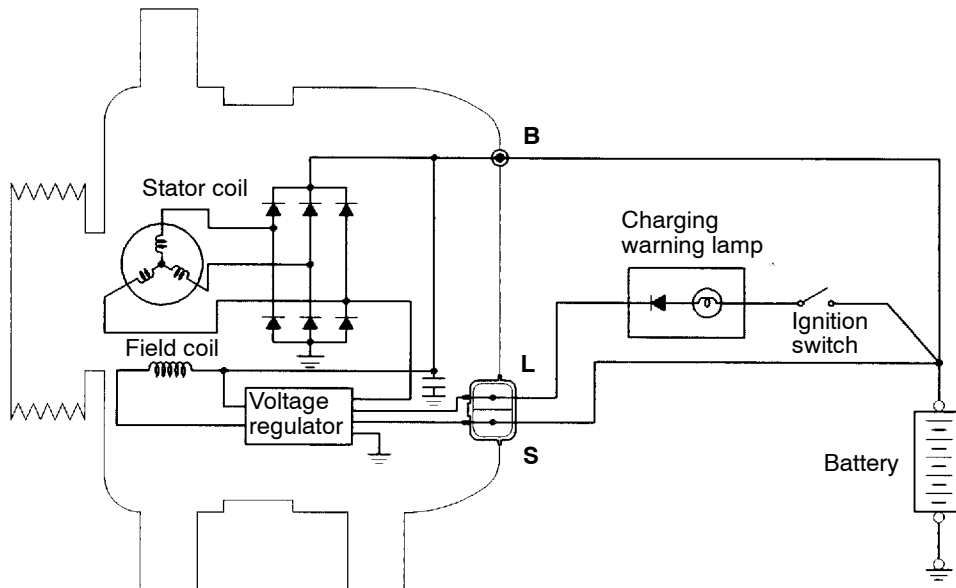 B
Stator coil
Charging
warning lamp
Ignition
switch
Field coil
L
Voltage
regulator
S
Battery